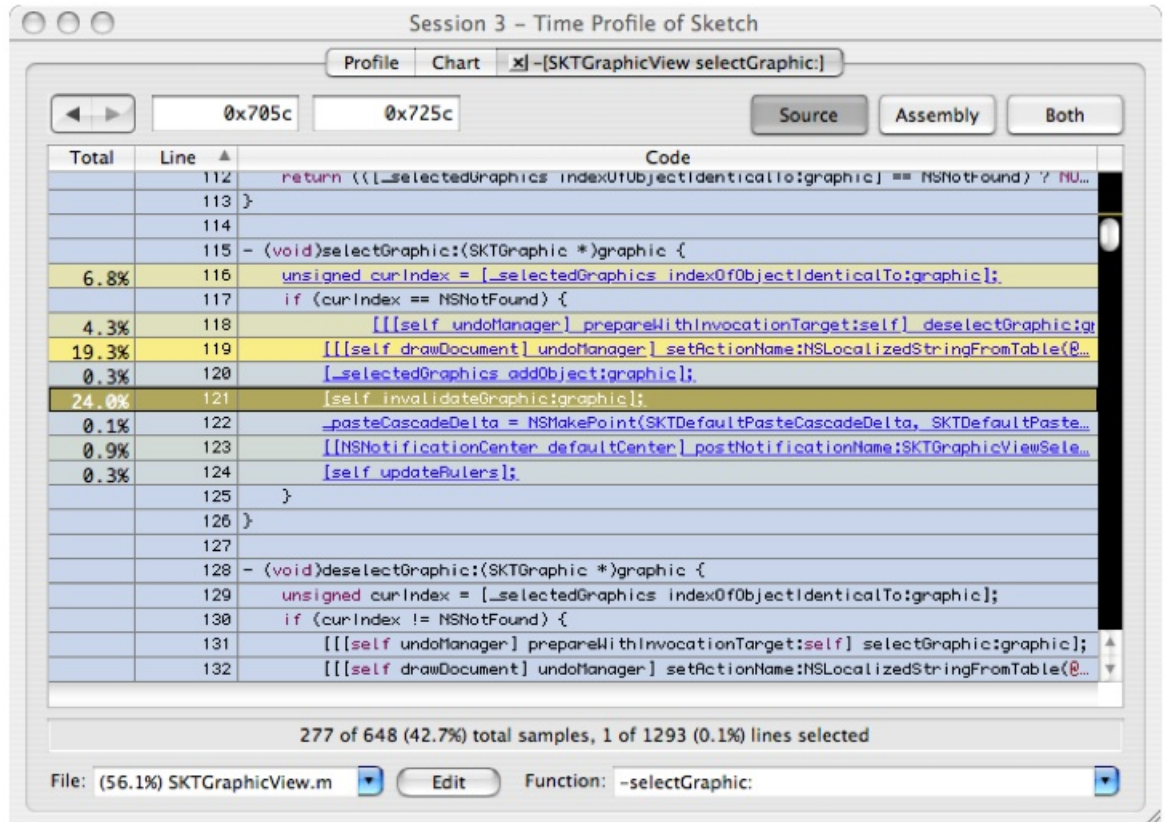 Session 3 – Time Profile of Sketch
Profile Chart -[SKTGraphicView selectGraphic:]
0x705c 0x725c Source Assembly Both
Total Line Code
112 return (([_selectedGraphics indexOfObjectIdenticalTo:graphic] == NSNotFound) ? NO…
113 }
114
115 - (void)selectGraphic:(SKTGraphic *)graphic {
6.8% 116 unsigned curIndex = [_selectedGraphics indexOfObjectIdenticalTo:graphic];
117 if (curIndex == NSNotFound) {
4.3% 118 [[[self undoManager] prepareWithInvocationTarget:self] deselectGraphic:gr
19.3% 119 [[[self drawDocument] undoManager] setActionName:NSLocalizedStringFromTable(@…
0.3% 120 [_selectedGraphics addObject:graphic];
24.0% 121 [self invalidateGraphic:graphic];
0.1% 122 _pasteCascadeDelta = NSMakePoint(SKTDefaultPasteCascadeDelta, SKTDefaultPaste…
0.9% 123 [[NSNotificationCenter defaultCenter] postNotificationName:SKTGraphicViewSele…
0.3% 124 [self updateRulers];
125 }
126 }
127
128 - (void)deselectGraphic:(SKTGraphic *)graphic {
129 unsigned curIndex = [_selectedGraphics indexOfObjectIdenticalTo:graphic];
130 if (curIndex != NSNotFound) {
131 [[[self undoManager] prepareWithInvocationTarget:self] selectGraphic:graphic];
132 [[[self drawDocument] undoManager] setActionName:NSLocalizedStringFromTable(@…
277 of 648 (42.7%) total samples, 1 of 1293 (0.1%) lines selected
File: (56.1%) SKTGraphicView.m Edit Function: -selectGraphic: